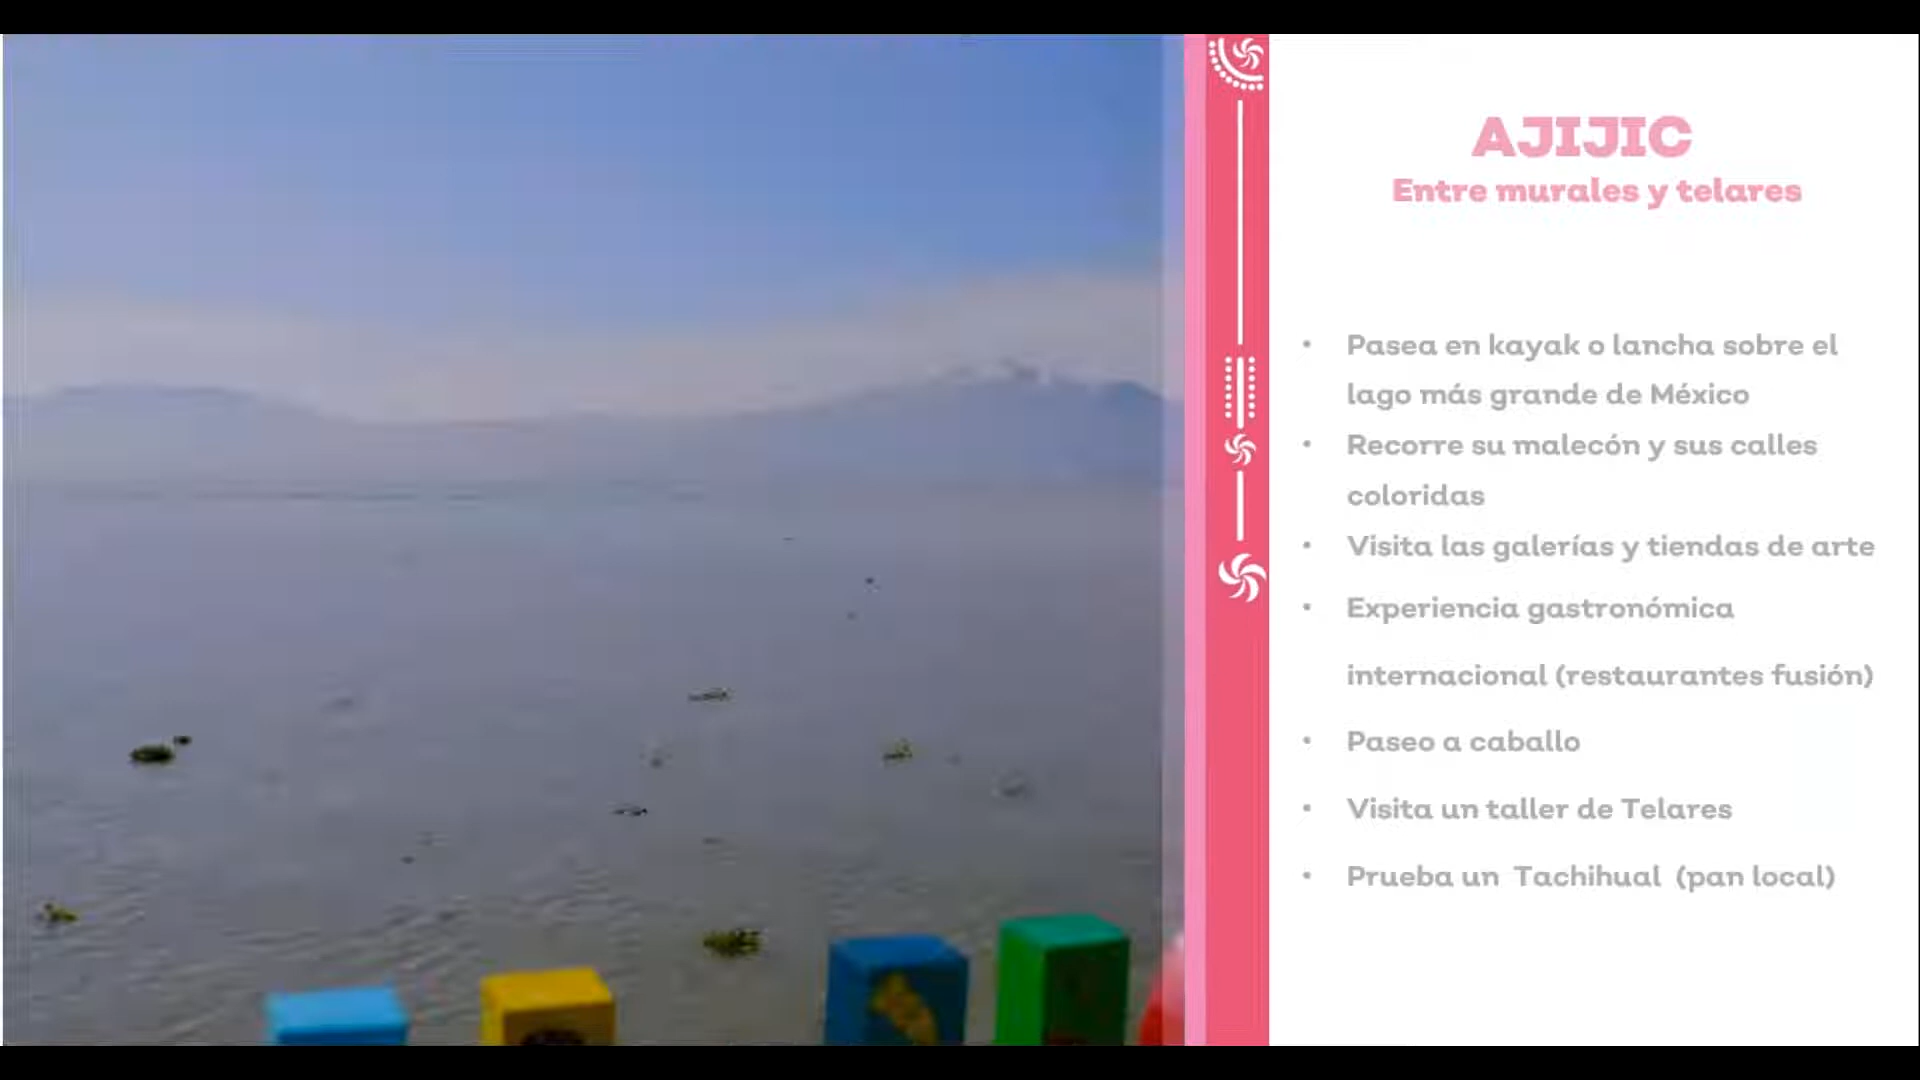 AJIJIC
Entre murales y telares
• Pasea en kayak o lancha sobre el
lago más grande de México
• Recorre su malecón y sus calles
coloridas
• Visita las galerías y tiendas de arte
• Experiencia gastronómica
internacional (restaurantes fusión)
• Paseo a caballo
• Visita un taller de Telares
• Prueba un Tachihual (pan local)